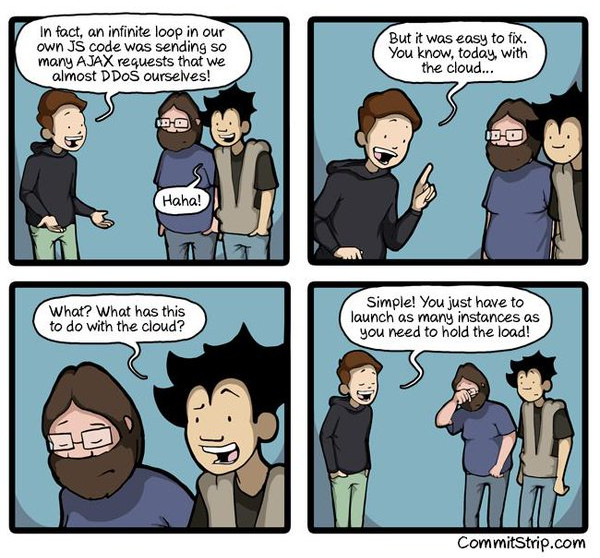 In fact, an infinite loop in our
own JS code was sending so
many AJAX requests that we
almost DDoS ourselves!
Haha!
But it was easy to fix.
You know, today, with
the cloud...
What? What has this
to do with the cloud?
Simple! You just have to
launch as many instances as
you need to hold the load!
CommitStrip.com